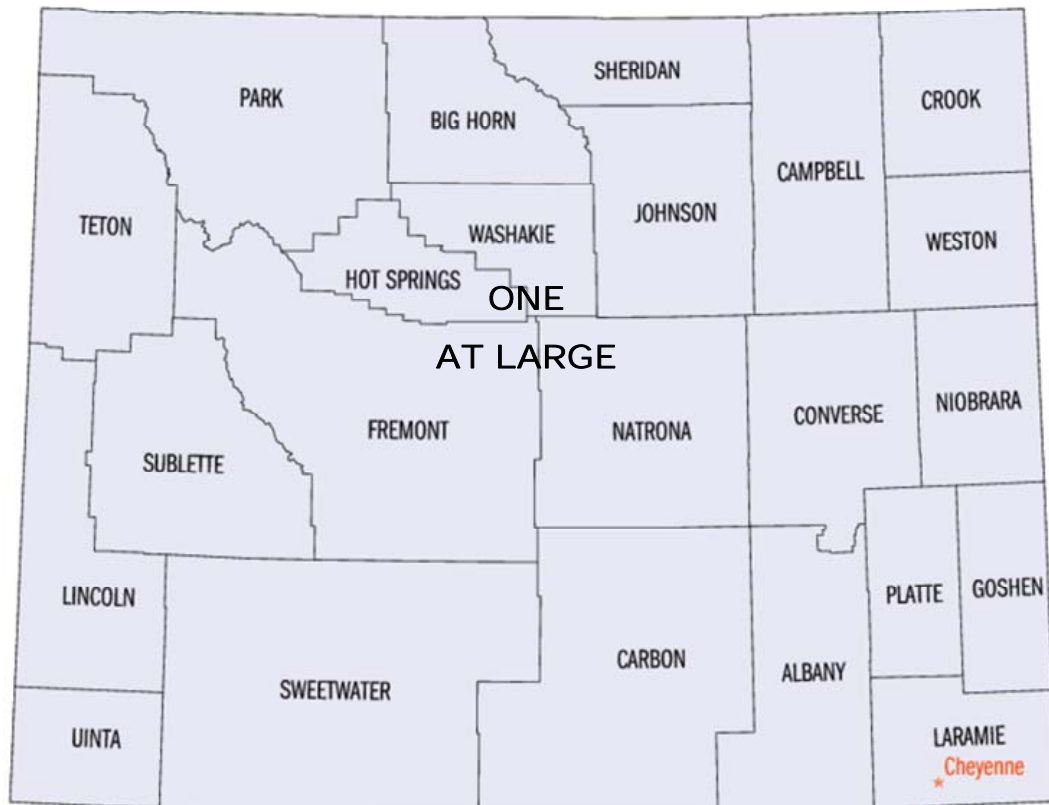 SHERIDAN
PARK
CROOK
BIG HORN
CAMPBELL
JOHNSON
TETON
WASHAKIE
WESTON
HOT SPRINGS
ONE
AT LARGE
NIOBRARA
CONVERSE
FREMONT
NATRONA
SUBLETTE
GOSHEN
PLATTE
LINCOLN
CARBON
ALBANY
SWEETWATER
LARAMIE
UINTA
Cheyenne